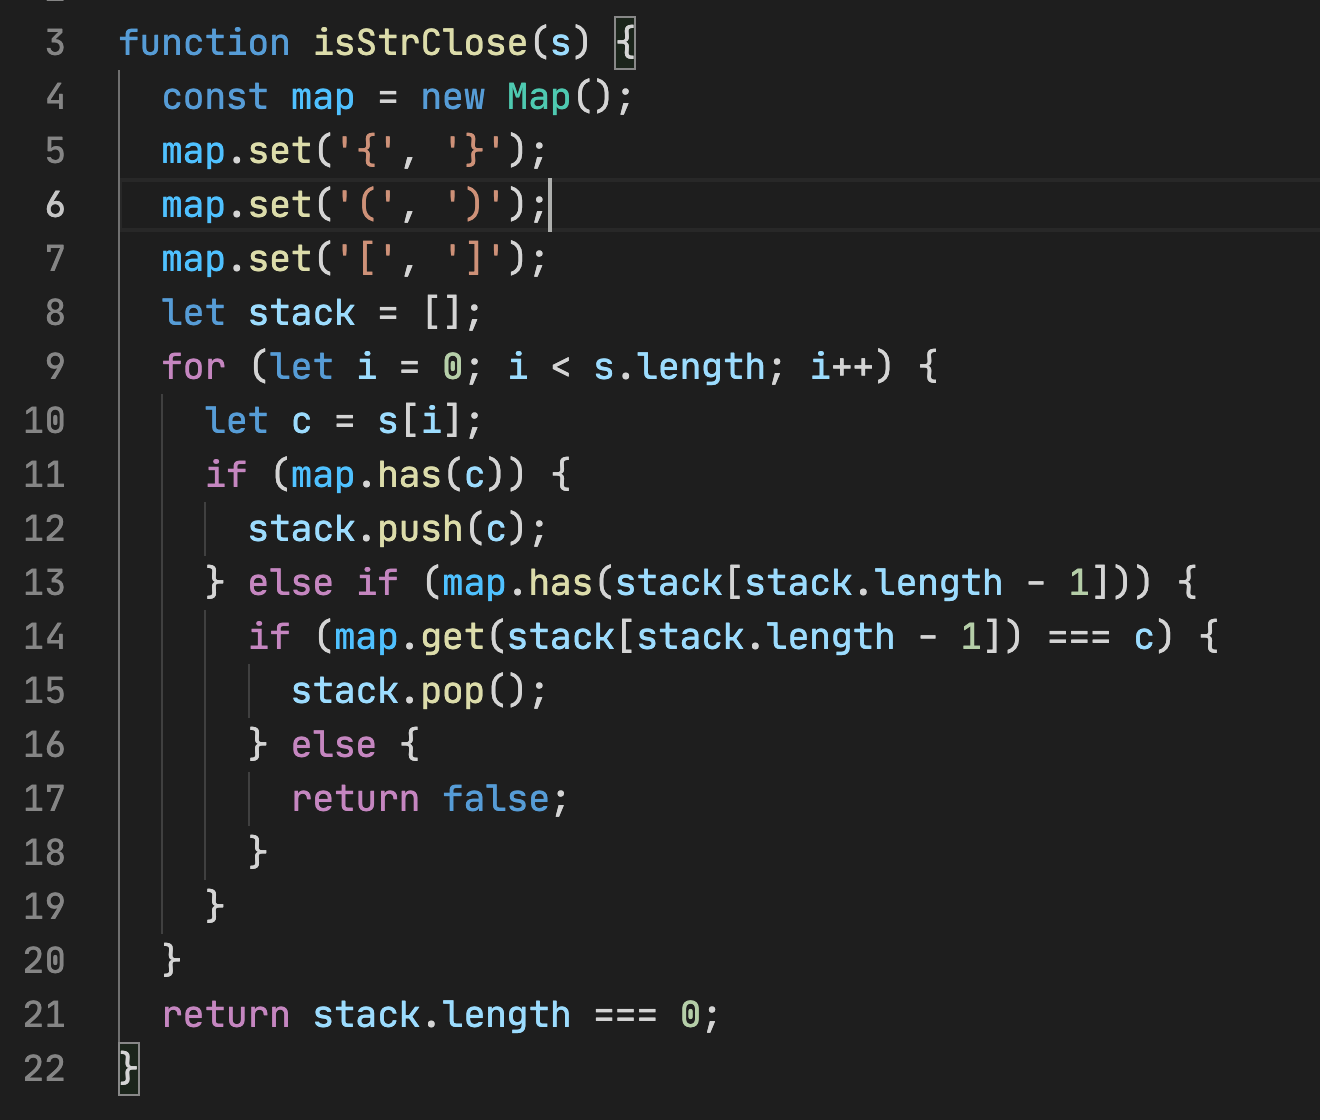 3 function isStrClose(s) {
4 const map = new Map();
5 map.set('{', '}');
6 map.set('(', ')');
7 map.set('[', ']');
8 let stack = [];
9 for (let i = 0; i < s.length; i++) {
10 let c = s[i];
11 if (map.has(c)) {
12 stack.push(c);
13 } else if (map.has(stack[stack.length - 1])) {
14 if (map.get(stack[stack.length - 1]) === c) {
15 stack.pop();
16 } else {
17 return false;
18 }
19 }
20 }
21 return stack.length === 0;
22 }